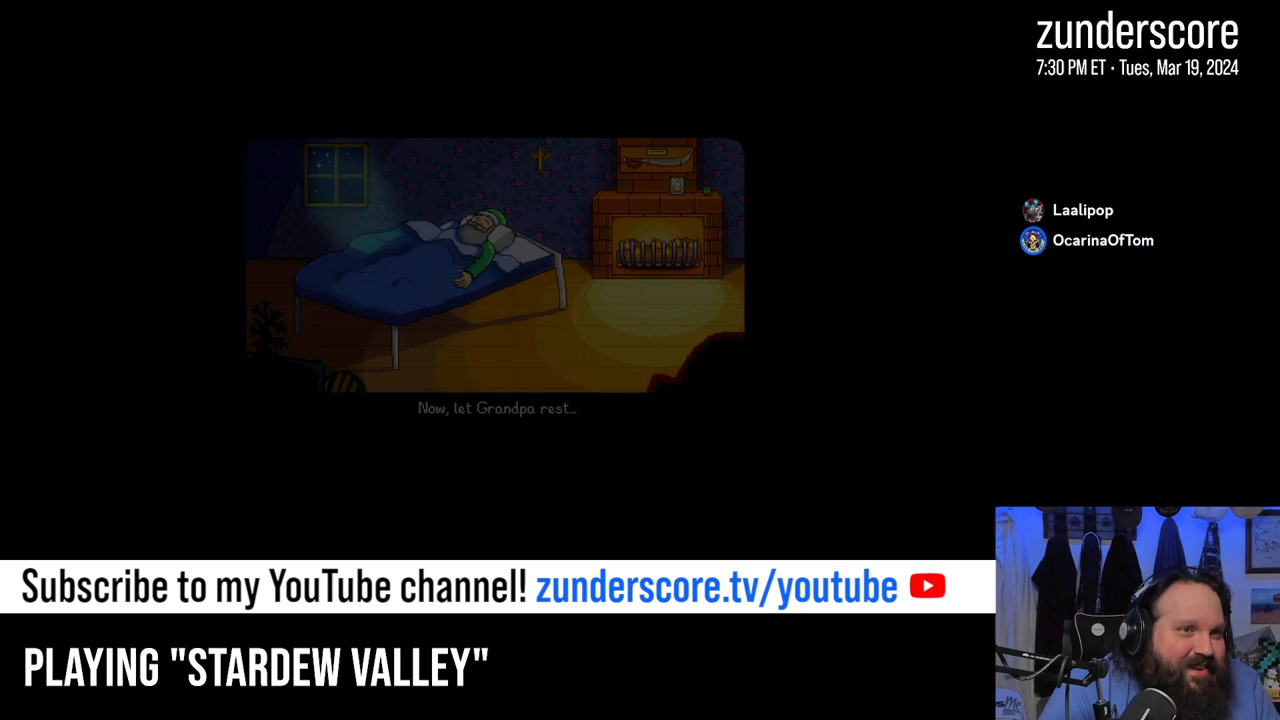 zunderscore
7:30 PM ET · Tues, Mar 19, 2024
Laalipop
OcarinaOfTom
Now, let Grandpa rest...
Subscribe to my YouTube channel! zunderscore.tv/youtube
PLAYING "STARDEW VALLEY"